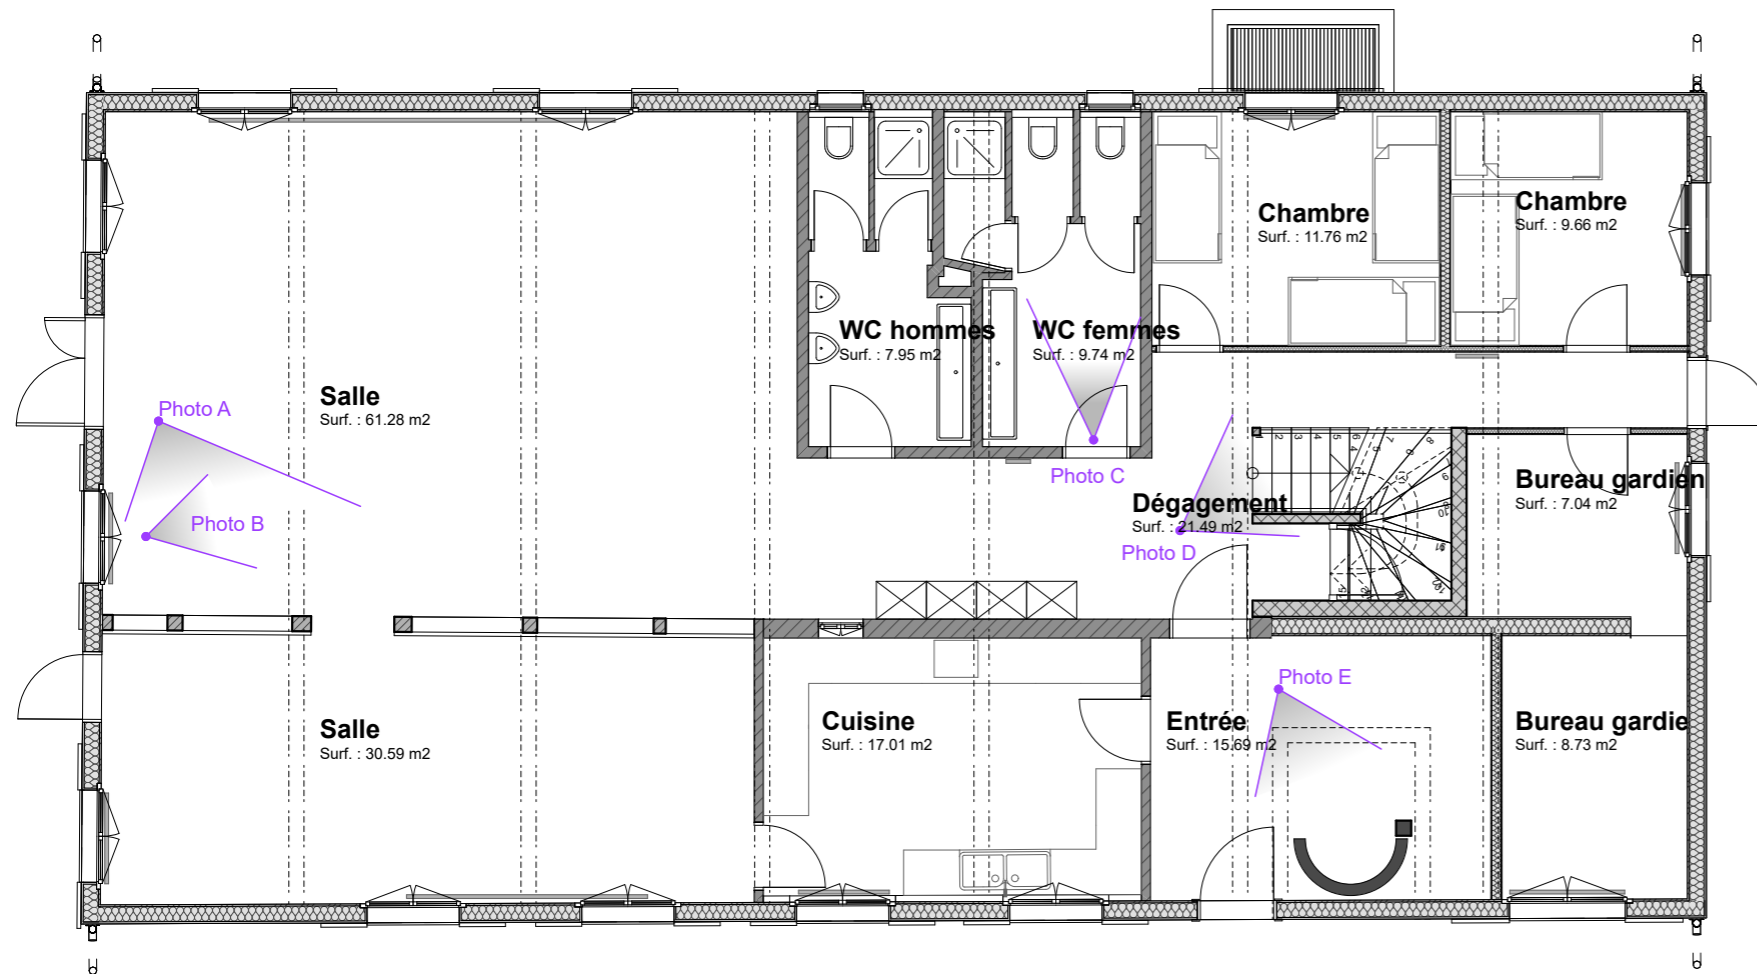 Chambre
Surf. : 11.76 m2
Chambre
Surf. : 9.66 m2
WC hommes
Surf. : 7.95 m2
WC femmes
Surf. : 9.74 m2
Salle
Surf. : 61.28 m2
Photo A
Photo B
Photo C
Dégagement
Surf. : 21.49 m2
Photo D
Bureau gardien
Surf. : 7.04 m2
Photo E
Salle
Surf. : 30.59 m2
Cuisine
Surf. : 17.01 m2
Entrée
Surf. : 15.69 m2
Bureau gardie
Surf. : 8.73 m2